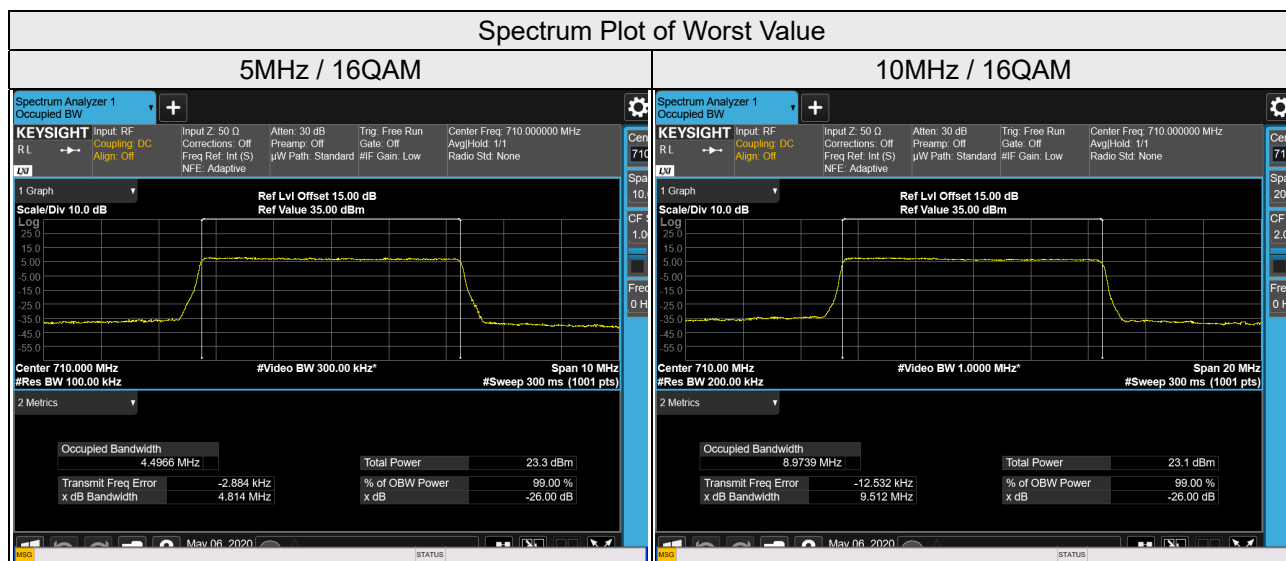 Spectrum Plot of Worst Value
5MHz / 16QAM
Spectrum Analyzer 1
Occupied BW
+
KEYSIGHT
RL
LXI
Input: RF
Coupling: DC
Align: Off
Input Z: 50 Ω
Corrections: Off
Freq Ref: Int (S)
NFE: Adaptive
Atten: 30 dB
Preamp: Off
µW Path: Standard
Trig: Free Run
Gate: Off
#IF Gain: Low
Center Freq: 710.000000 MHz
Avg|Hold: 1/1
Radio Std: None
1 Graph
Scale/Div 10.0 dB
Ref Lvl Offset 15.00 dB
Ref Value 35.00 dBm
Log
25.0
15.0
5.00
-5.00
-15.0
-25.0
-35.0
-45.0
-55.0
Center 710.000 MHz
#Video BW 300.00 kHz*
Span 10 MHz
#Res BW 100.00 kHz
#Sweep 300 ms (1001 pts)
2 Metrics
Occupied Bandwidth
4.4966 MHz
Total Power 23.3 dBm
Transmit Freq Error -2.884 kHz
% of OBW Power 99.00 %
x dB Bandwidth 4.814 MHz
x dB -26.00 dB
May 06, 2020
MSG
STATUS
10MHz / 16QAM
Spectrum Analyzer 1
Occupied BW
+
KEYSIGHT
RL
LXI
Input: RF
Coupling: DC
Align: Off
Input Z: 50 Ω
Corrections: Off
Freq Ref: Int (S)
NFE: Adaptive
Atten: 30 dB
Preamp: Off
µW Path: Standard
Trig: Free Run
Gate: Off
#IF Gain: Low
Center Freq: 710.000000 MHz
Avg|Hold: 1/1
Radio Std: None
1 Graph
Scale/Div 10.0 dB
Ref Lvl Offset 15.00 dB
Ref Value 35.00 dBm
Log
25.0
15.0
5.00
-5.00
-15.0
-25.0
-35.0
-45.0
-55.0
Center 710.00 MHz
#Video BW 1.0000 MHz*
Span 20 MHz
#Res BW 200.00 kHz
#Sweep 300 ms (1001 pts)
2 Metrics
Occupied Bandwidth
8.9739 MHz
Total Power 23.1 dBm
Transmit Freq Error -12.532 kHz
% of OBW Power 99.00 %
x dB Bandwidth 9.512 MHz
x dB -26.00 dB
May 06, 2020
MSG
STATUS